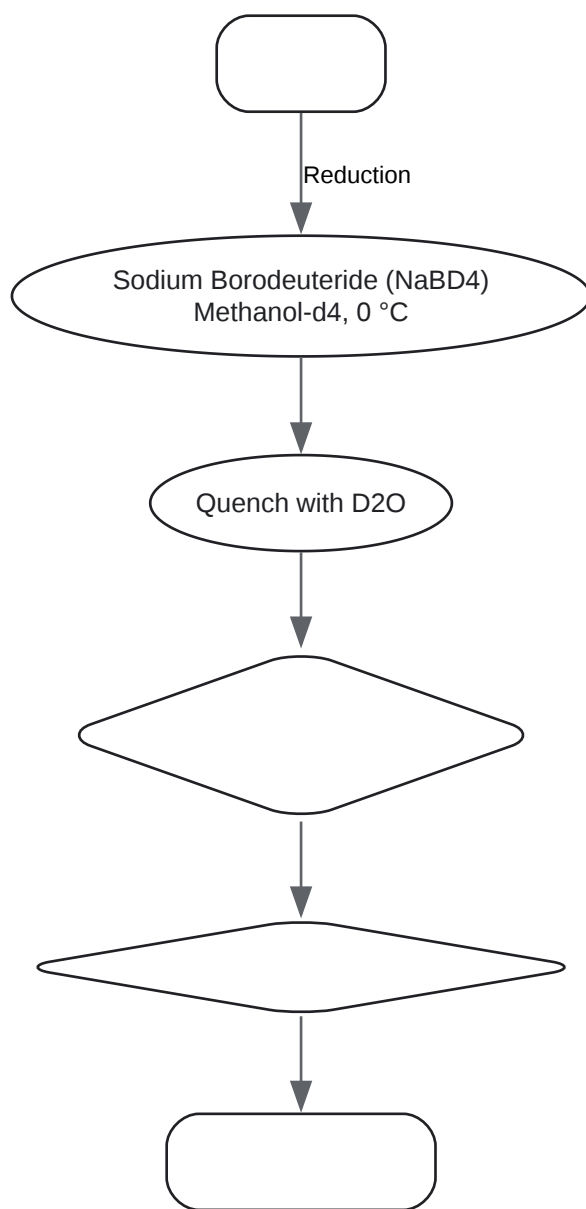 Reduction
Sodium Borodeuteride (NaBD4)
Methanol-d4, 0 °C
Quench with D2O